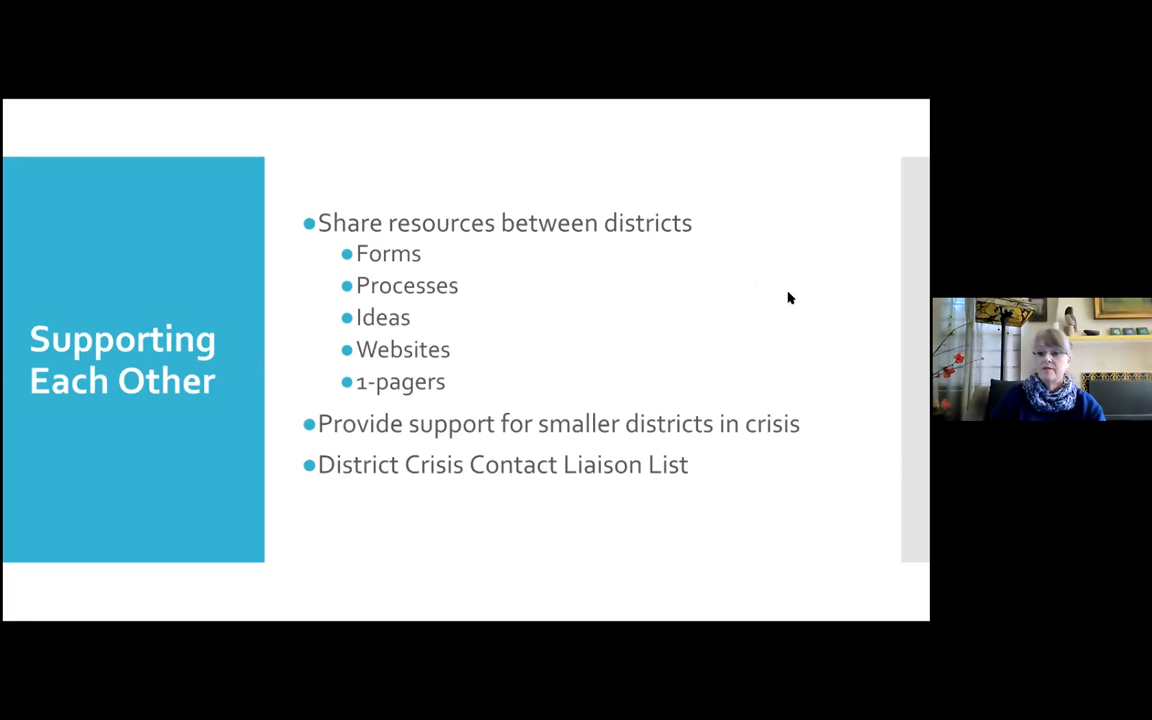 Supporting
Each Other
Share resources between districts
Forms
Processes
Ideas
Websites
1-pagers
Provide support for smaller districts in crisis
District Crisis Contact Liaison List